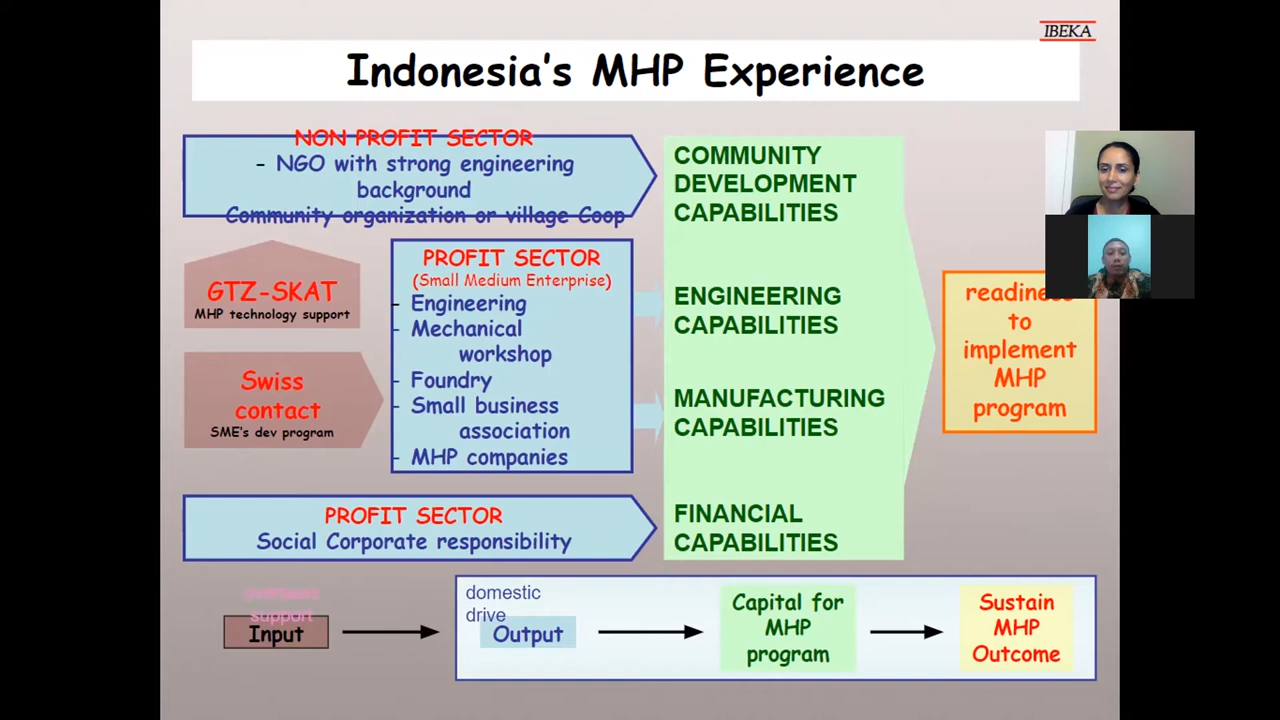 IBEKA
Indonesia's MHP Experience
NON PROFIT SECTOR
- NGO with strong engineering
background
Community organization or village Coop
GTZ-SKAT
MHP technology support
Swiss
contact
SME's dev program
PROFIT SECTOR
(Small Medium Enterprise)
- Engineering
- Mechanical
workshop
- Foundry
- Small business
association
- MHP companies
PROFIT SECTOR
Social Corporate responsibility
COMMUNITY
DEVELOPMENT
CAPABILITIES
ENGINEERING
CAPABILITIES
MANUFACTURING
CAPABILITIES
FINANCIAL
CAPABILITIES
readiness
to
implement
MHP
program
overseas
support
Input
domestic
drive
Output
Capital for
MHP
program
Sustain
MHP
Outcome